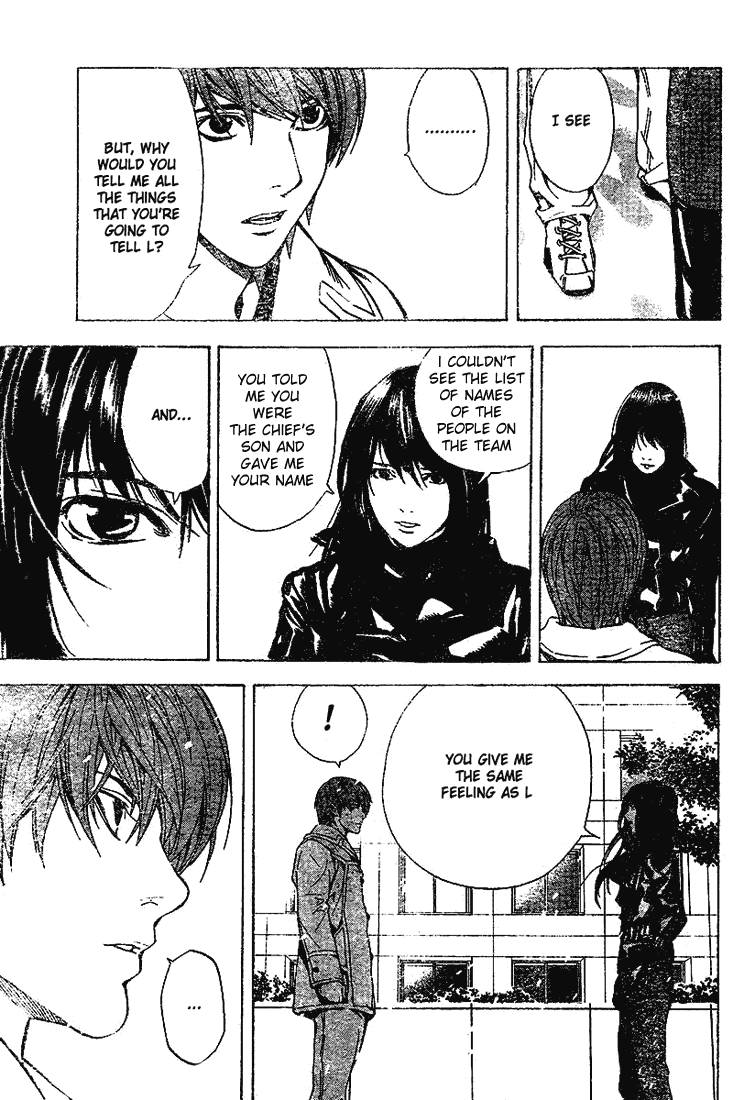 I SEE
...........
BUT, WHY
WOULD YOU
TELL ME ALL
THE THINGS
THAT YOU'RE
GOING TO
TELL L?
I COULDN'T
SEE THE LIST
OF NAMES
OF THE
PEOPLE ON
THE TEAM
YOU TOLD
ME YOU
WERE
THE CHIEF'S
SON AND
GAVE ME
YOUR NAME
AND...
YOU GIVE ME
THE SAME
FEELING AS L
!
...